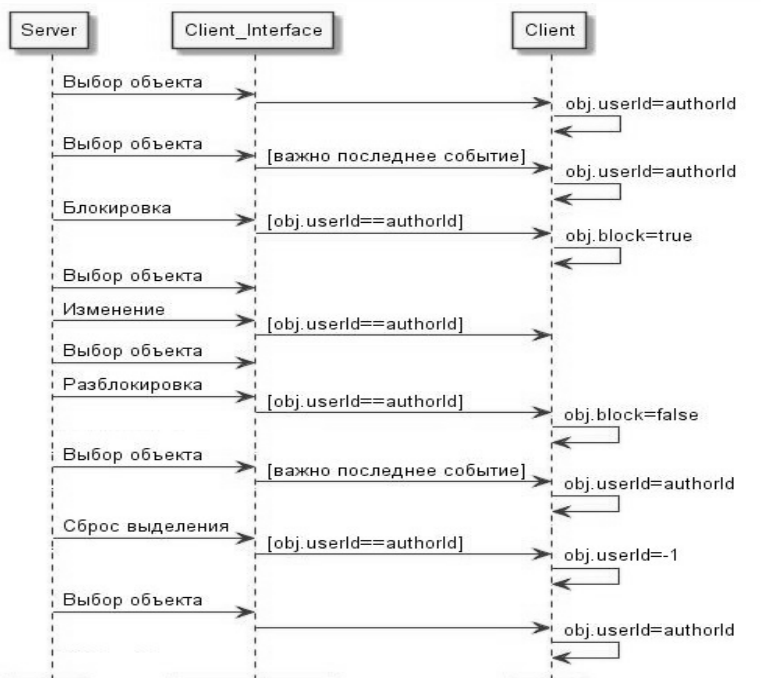 Server
Client_Interface
Client
Выбор объекта
obj.userId=authorId
Выбор объекта
[важно последнее событие]
obj.userId=authorId
Блокировка
[obj.userId==authorId]
obj.block=true
Выбор объекта
Изменение
[obj.userId==authorId]
Выбор объекта
Разблокировка
[obj.userId==authorId]
obj.block=false
Выбор объекта
[важно последнее событие]
obj.userId=authorId
Сброс выделения
[obj.userId==authorId]
obj.userId=-1
Выбор объекта
obj.userId=authorId